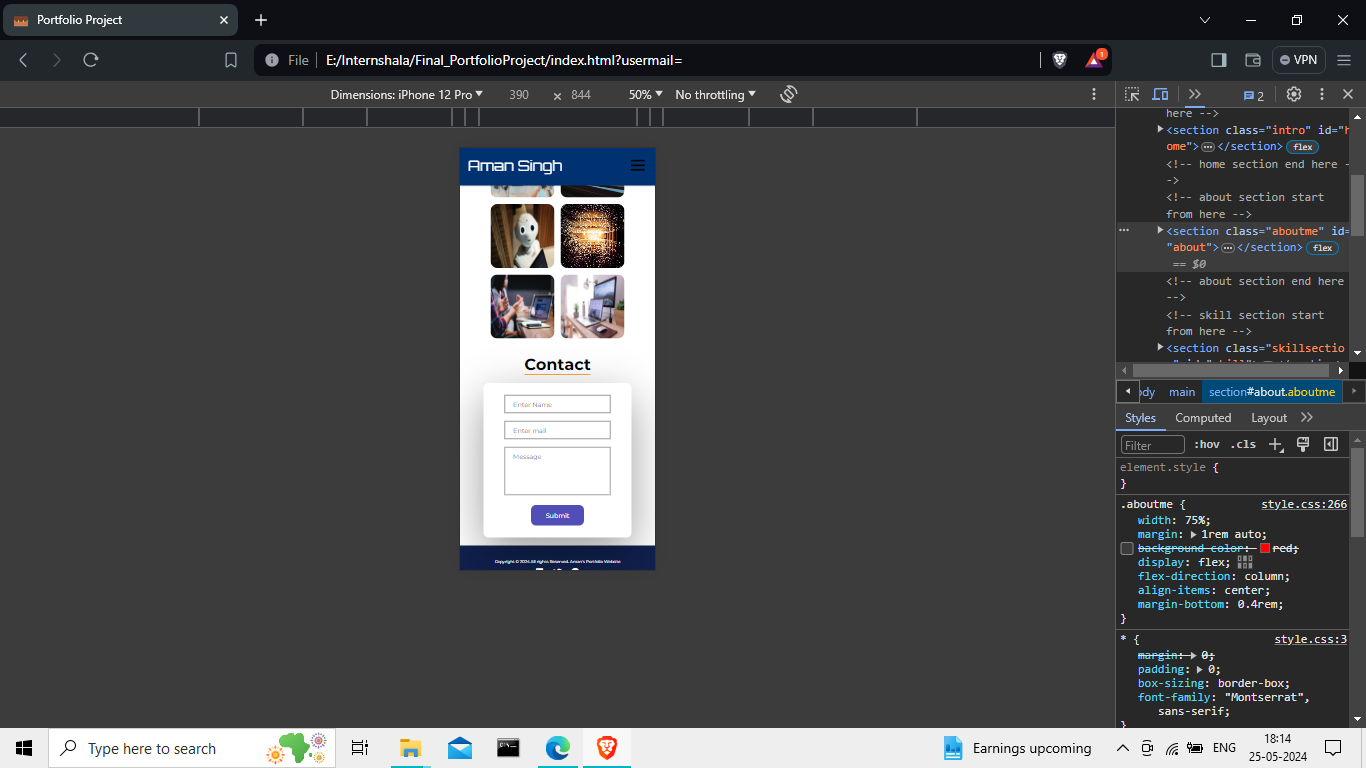 Portfolio Project
File
E:/Internshala/Final_PortfolioProject/index.html?usermail=
1
VPN
Dimensions: iPhone 12 Pro
390
×
844
50%
No throttling
2
Aman Singh
Contact
Enter Name
Enter mail
Message
Submit
Copyright © 2024 All rights Reserved. Aman's Portfolio Website
here -->
<section class="intro" id="h
ome"> … </section> flex
<!-- home section end here -
->
<!-- about section start
from here -->
… <section class="aboutme" id=
"about"> … </section> flex
== $0
<!-- about section end here
-->
<!-- skill section start
from here -->
<section class="skillsectio
ody main section#about.aboutme
Styles Computed Layout
Filter :hov .cls
element.style {
}
.aboutme { style.css:266
width: 75%;
margin: 1rem auto;
background-color: red;
display: flex;
flex-direction: column;
align-items: center;
margin-bottom: 0.4rem;
}
* { style.css:3
margin: 0;
padding: 0;
box-sizing: border-box;
font-family: "Montserrat",
sans-serif;
}
Type here to search
Earnings upcoming
ENG
18:14
25-05-2024